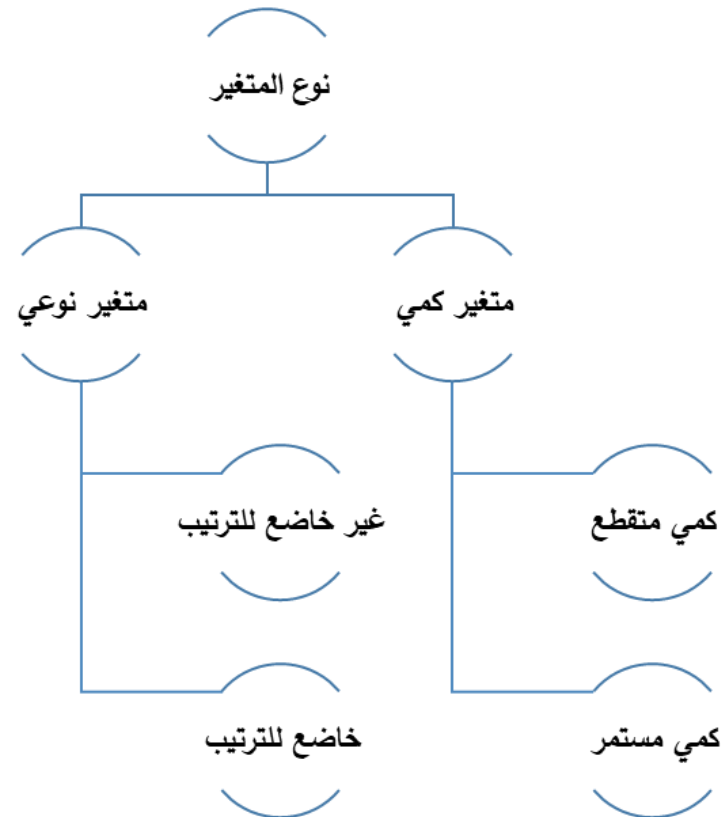 نوع المتغير
متغير كمي
متغير نوعي
كمي متقطع
غير خاضع للترتيب
كمي مستمر
خاضع للترتيب